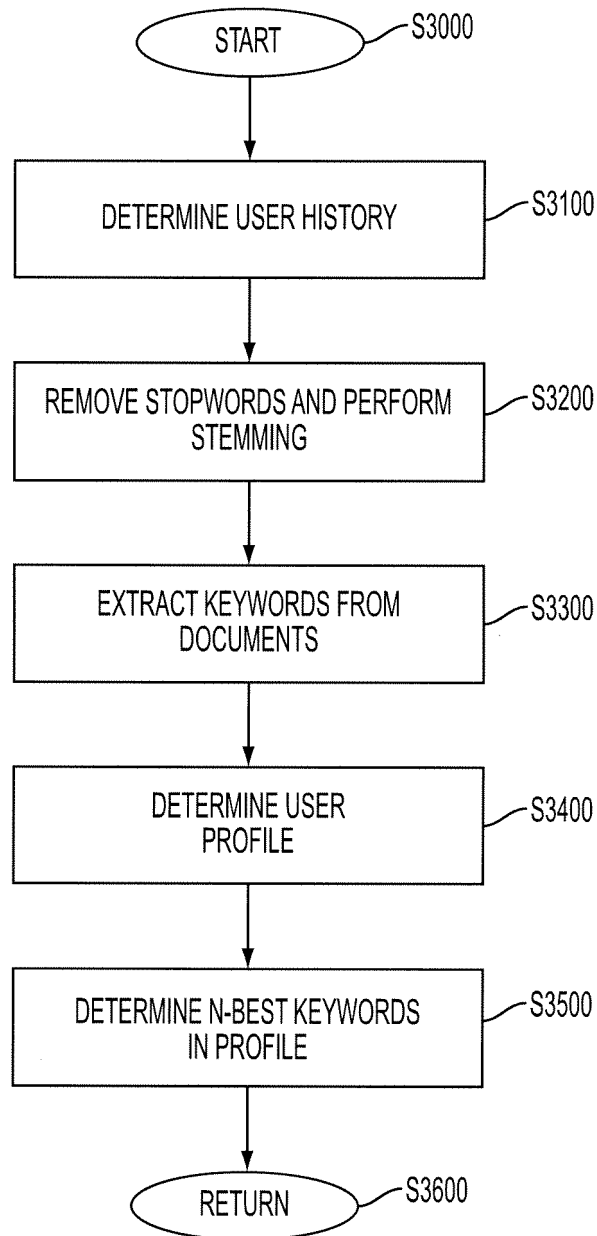 START
S3000
DETERMINE USER HISTORY
S3100
REMOVE STOPWORDS AND PERFORM
STEMMING
S3200
EXTRACT KEYWORDS FROM
DOCUMENTS
S3300
DETERMINE USER
PROFILE
S3400
DETERMINE N-BEST KEYWORDS
IN PROFILE
S3500
RETURN
S3600